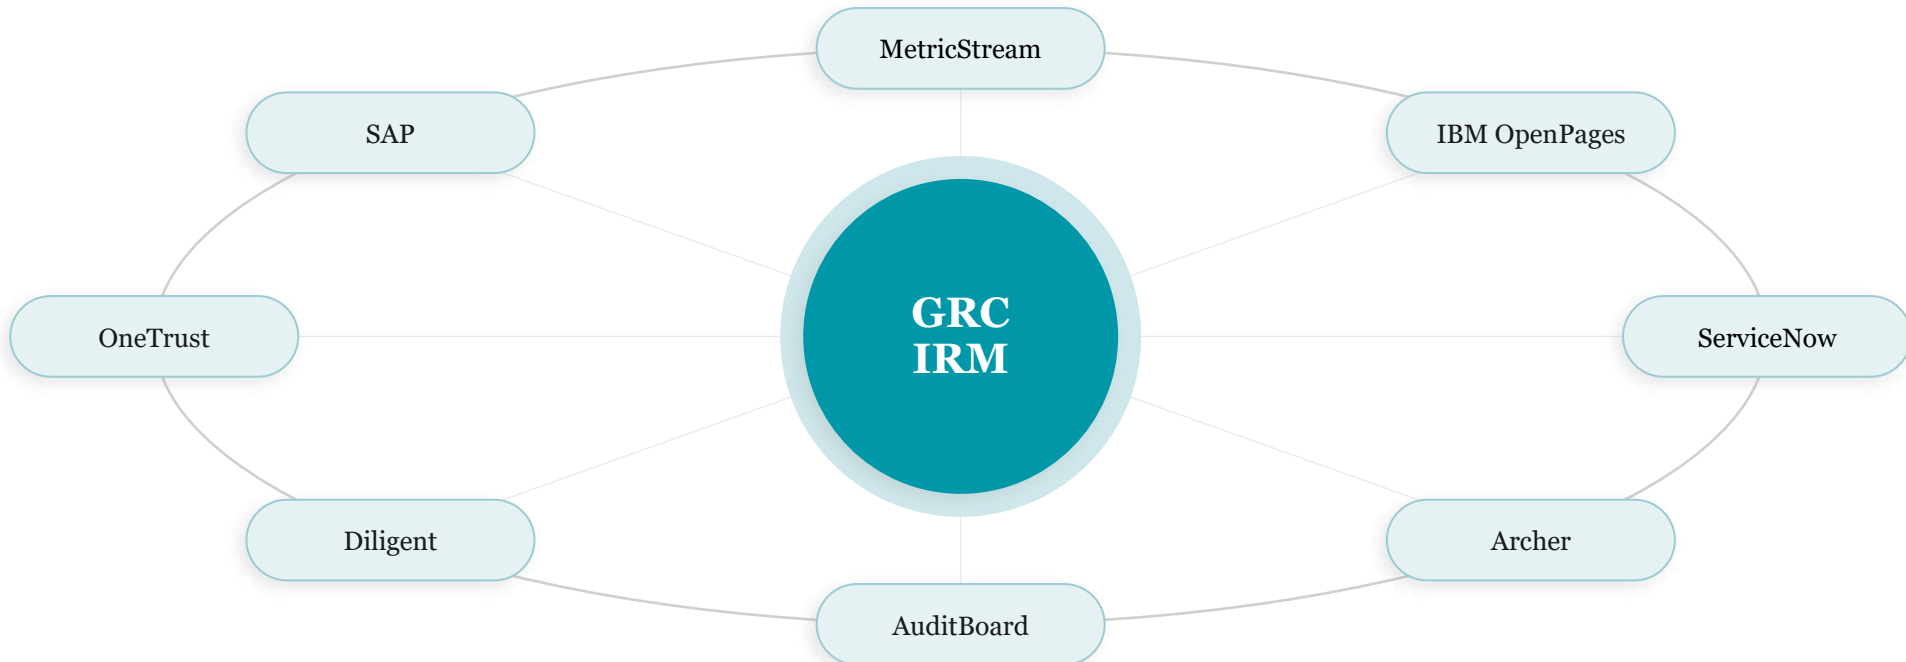 MetricStream
SAP
IBM OpenPages
GRC
IRM
OneTrust
ServiceNow
Diligent
Archer
AuditBoard